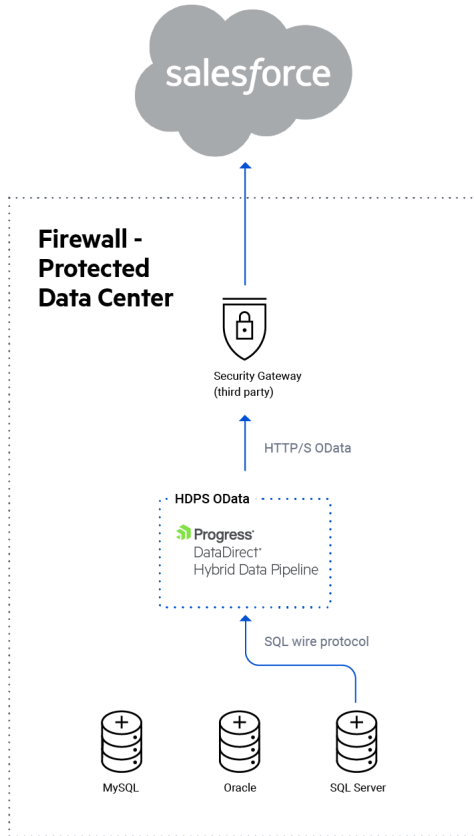 salesforce
Firewall -
Protected
Data Center
Security Gateway
(third party)
HTTP/S OData
HDPS OData
Progress®
DataDirect®
Hybrid Data Pipeline
SQL wire protocol
MySQL
Oracle
SQL Server